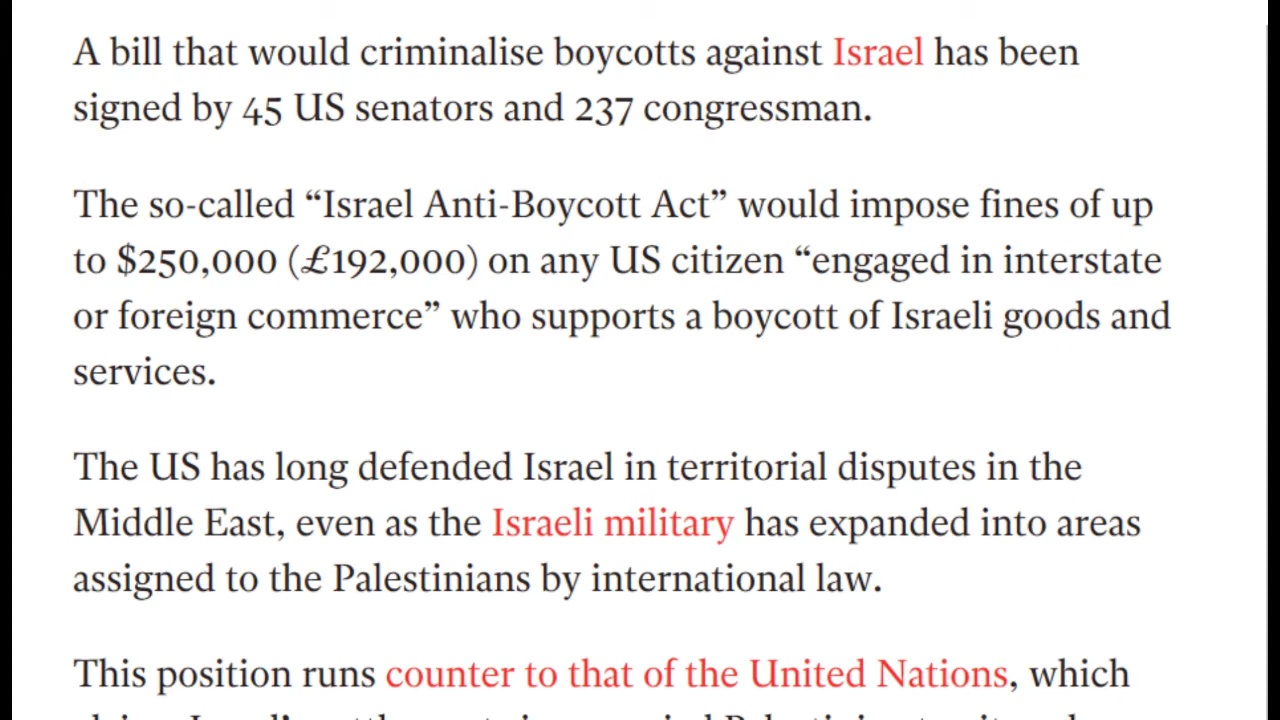 A bill that would criminalise boycotts against Israel has been
signed by 45 US senators and 237 congressman.
The so-called “Israel Anti-Boycott Act” would impose fines of up
to $250,000 (£192,000) on any US citizen “engaged in interstate
or foreign commerce” who supports a boycott of Israeli goods and
services.
The US has long defended Israel in territorial disputes in the
Middle East, even as the Israeli military has expanded into areas
assigned to the Palestinians by international law.
This position runs counter to that of the United Nations, which